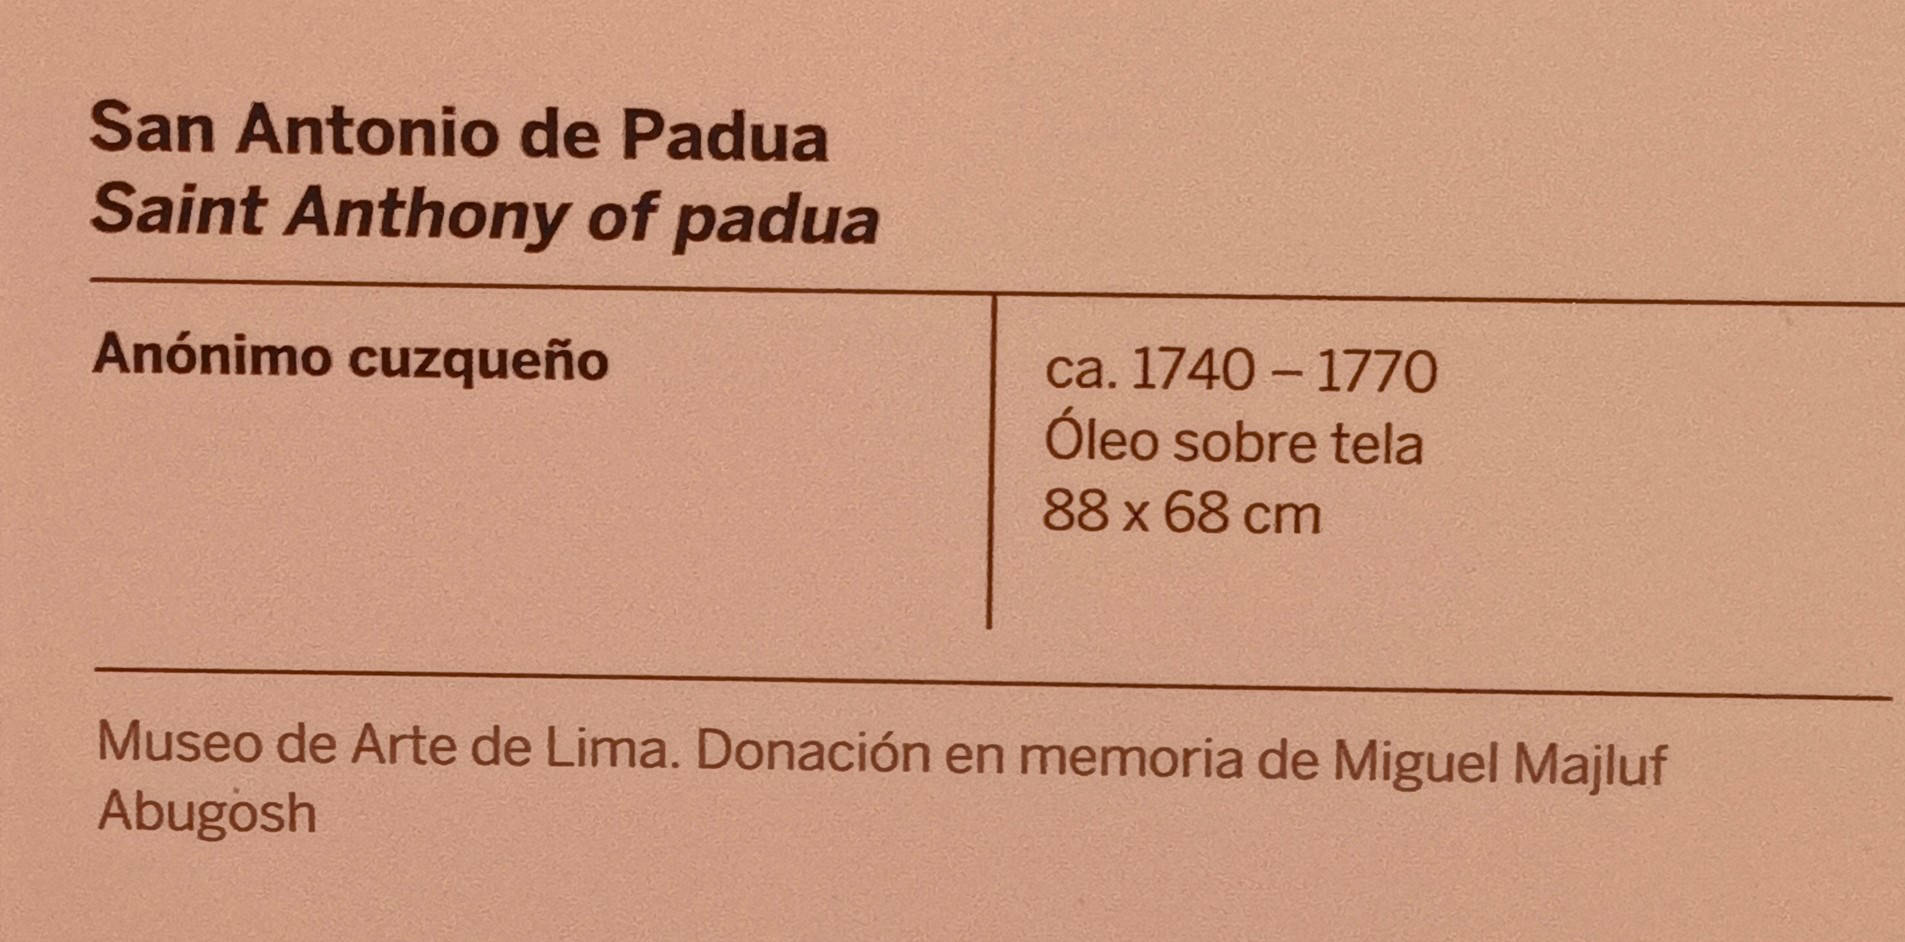 San Antonio de Padua
Saint Anthony of padua
Anónimo cuzqueño
ca. 1740 – 1770
Óleo sobre tela
88 x 68 cm
Museo de Arte de Lima. Donación en memoria de Miguel Majluf
Abugosh